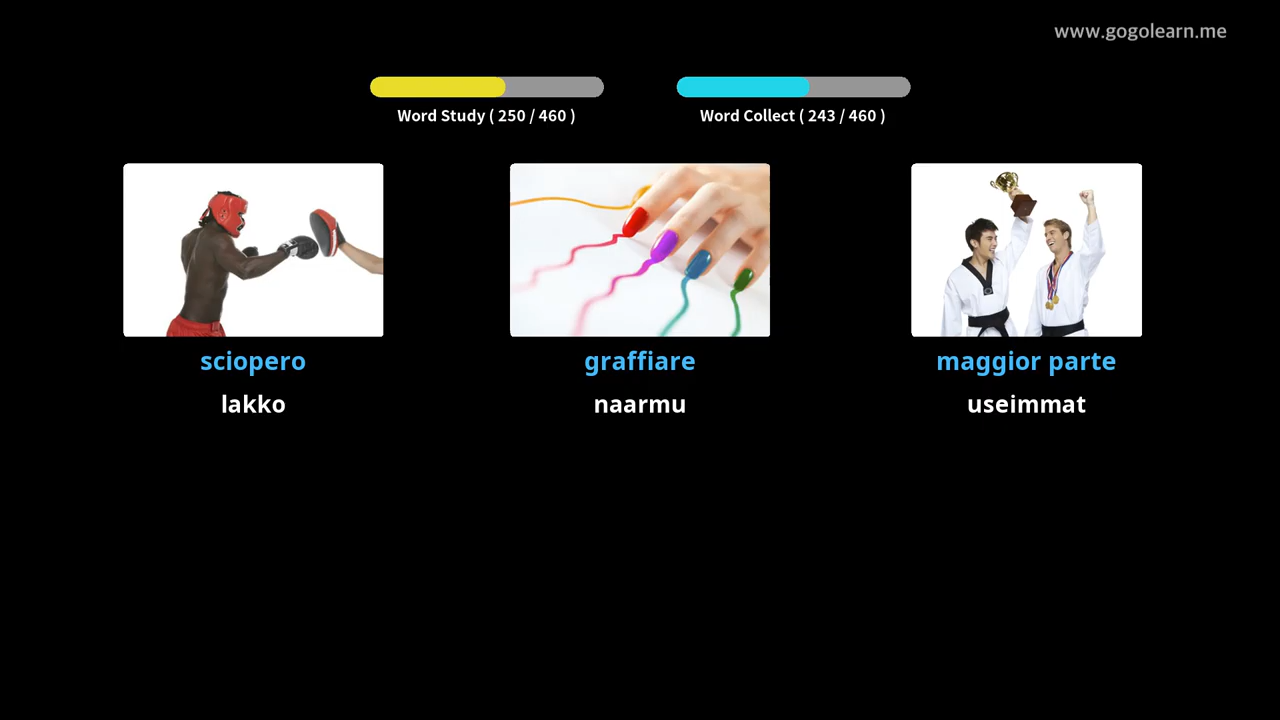 www.gogolearn.me
Word Study ( 250 / 460 )
Word Collect ( 243 / 460 )
sciopero
graffiare
maggior parte
lakko
naarmu
useimmat